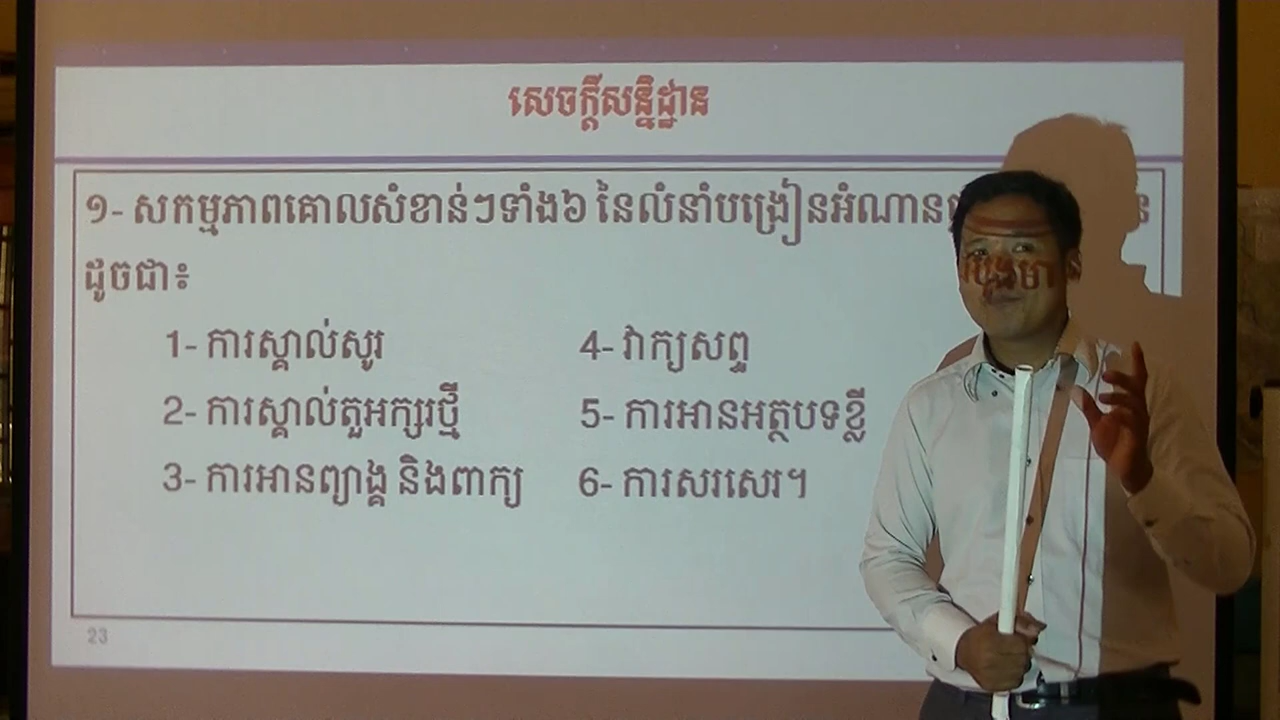 សេចក្តីសន្និដ្ឋាន
១- សកម្មភាពគោលសំខាន់ៗទាំង៦ នៃលំនាំបង្រៀនអំណាន
ដូចជា៖
1- ការស្គាល់សូរ
4- វាក្យសព្ទ
2- ការស្គាល់តួអក្សរថ្មី
5- ការអានអត្ថបទខ្លី
3- ការអានព្យាង្គ និងពាក្យ
6- ការសរសេរ។
23